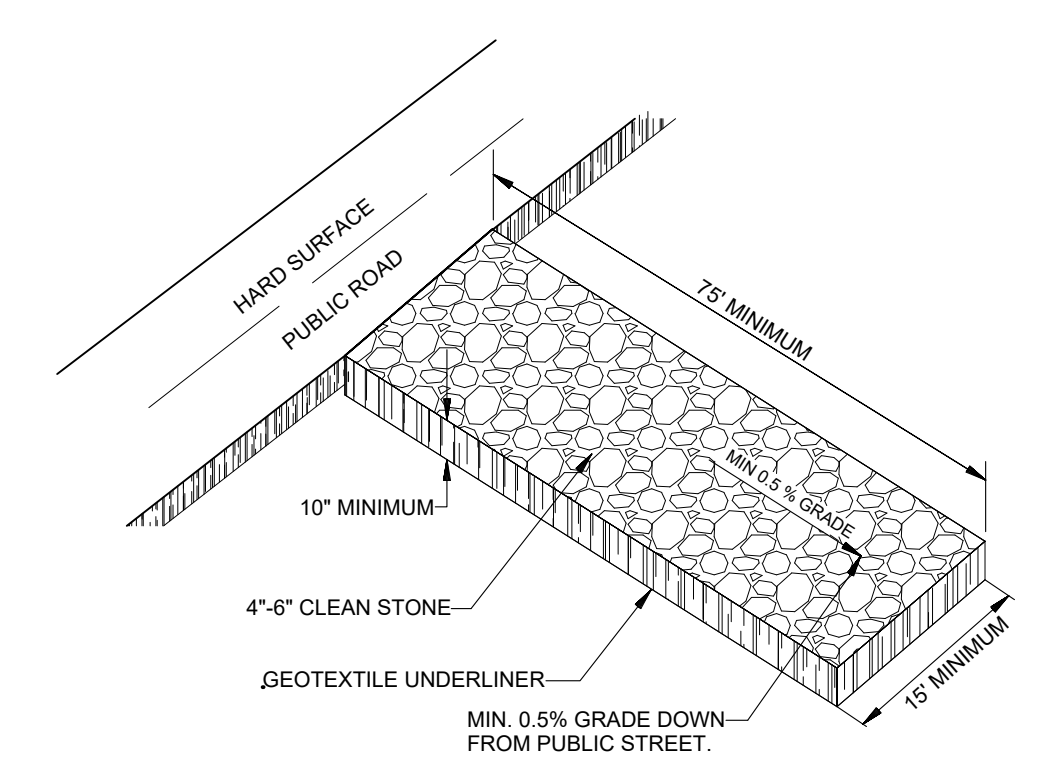 HARD SURFACE
PUBLIC ROAD
75' MINIMUM
MIN 0.5 % GRADE
10" MINIMUM
4"-6" CLEAN STONE
GEOTEXTILE UNDERLINER
15' MINIMUM
MIN. 0.5% GRADE DOWN
FROM PUBLIC STREET.